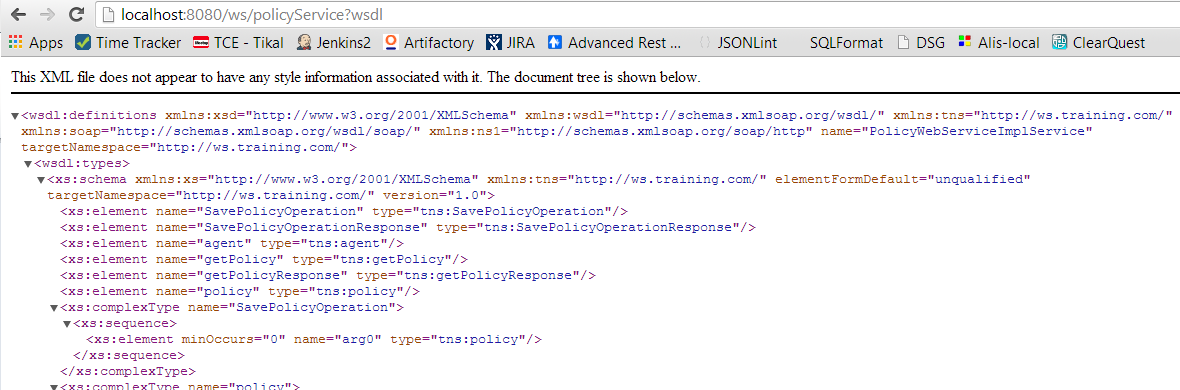 localhost:8080/ws/policyService?wsdl
Apps Time Tracker TCE - Tikal Jenkins2 Artifactory JIRA Advanced Rest ... JSONLint SQLFormat DSG Alis-local ClearQuest
This XML file does not appear to have any style information associated with it. The document tree is shown below.
▼<wsdl:definitions xmlns:xsd="http://www.w3.org/2001/XMLSchema" xmlns:wsdl="http://schemas.xmlsoap.org/wsdl/" xmlns:tns="http://ws.training.com/"
xmlns:soap="http://schemas.xmlsoap.org/wsdl/soap/" xmlns:ns1="http://schemas.xmlsoap.org/soap/http" name="PolicyWebServiceImplService"
targetNamespace="http://ws.training.com/">
▼<wsdl:types>
▼<xs:schema xmlns:xs="http://www.w3.org/2001/XMLSchema" xmlns:tns="http://ws.training.com/" elementFormDefault="unqualified"
targetNamespace="http://ws.training.com/" version="1.0">
<xs:element name="SavePolicyOperation" type="tns:SavePolicyOperation"/>
<xs:element name="SavePolicyOperationResponse" type="tns:SavePolicyOperationResponse"/>
<xs:element name="agent" type="tns:agent"/>
<xs:element name="getPolicy" type="tns:getPolicy"/>
<xs:element name="getPolicyResponse" type="tns:getPolicyResponse"/>
<xs:element name="policy" type="tns:policy"/>
▼<xs:complexType name="SavePolicyOperation">
▼<xs:sequence>
<xs:element minOccurs="0" name="arg0" type="tns:policy"/>
</xs:sequence>
</xs:complexType>
▼<xs:complexType name="policy">